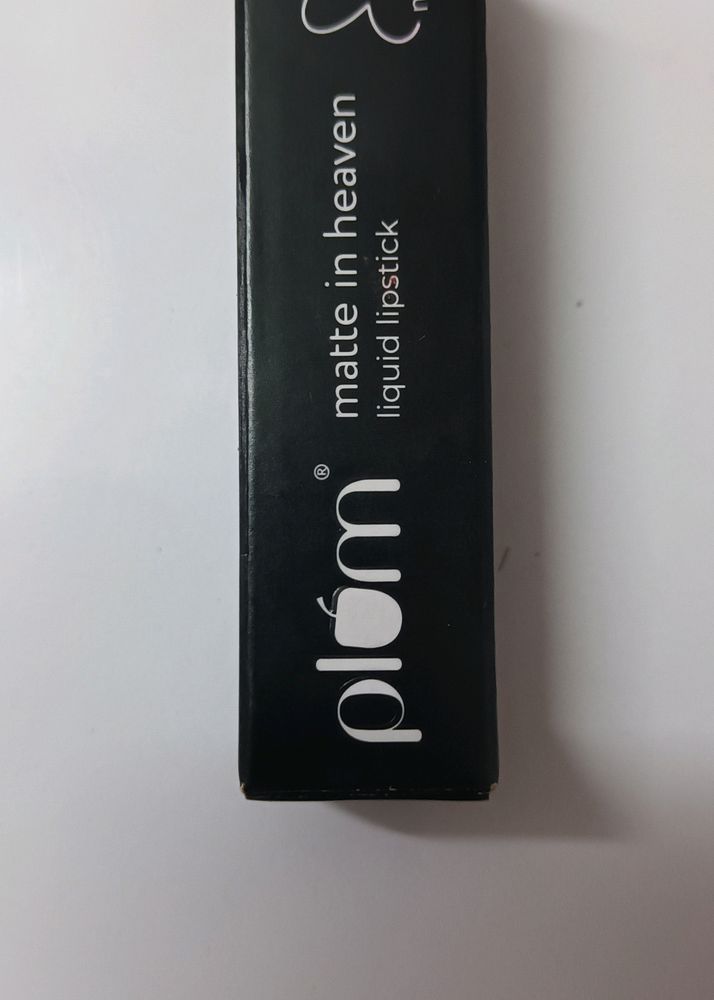 plum®
matte in heaven
liquid lipstick